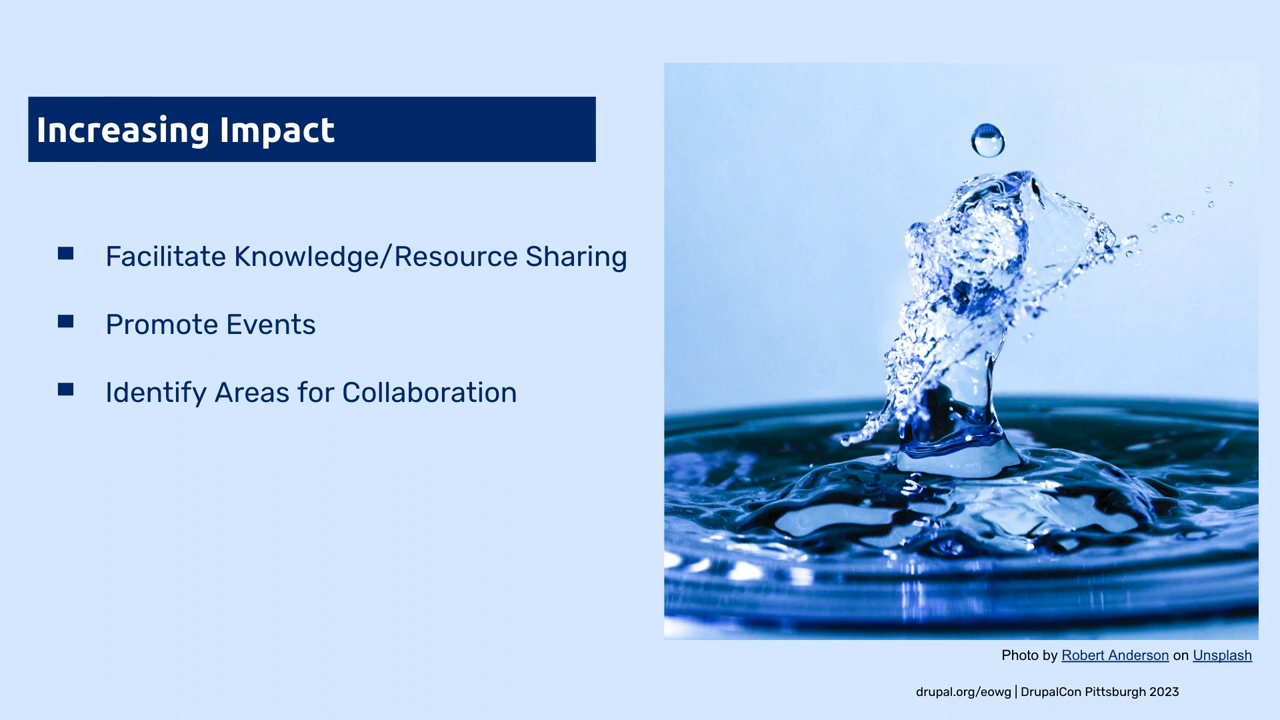 Increasing Impact
Facilitate Knowledge/Resource Sharing
Promote Events
Identify Areas for Collaboration
Photo by Robert Anderson on Unsplash
drupal.org/eowg | DrupalCon Pittsburgh 2023